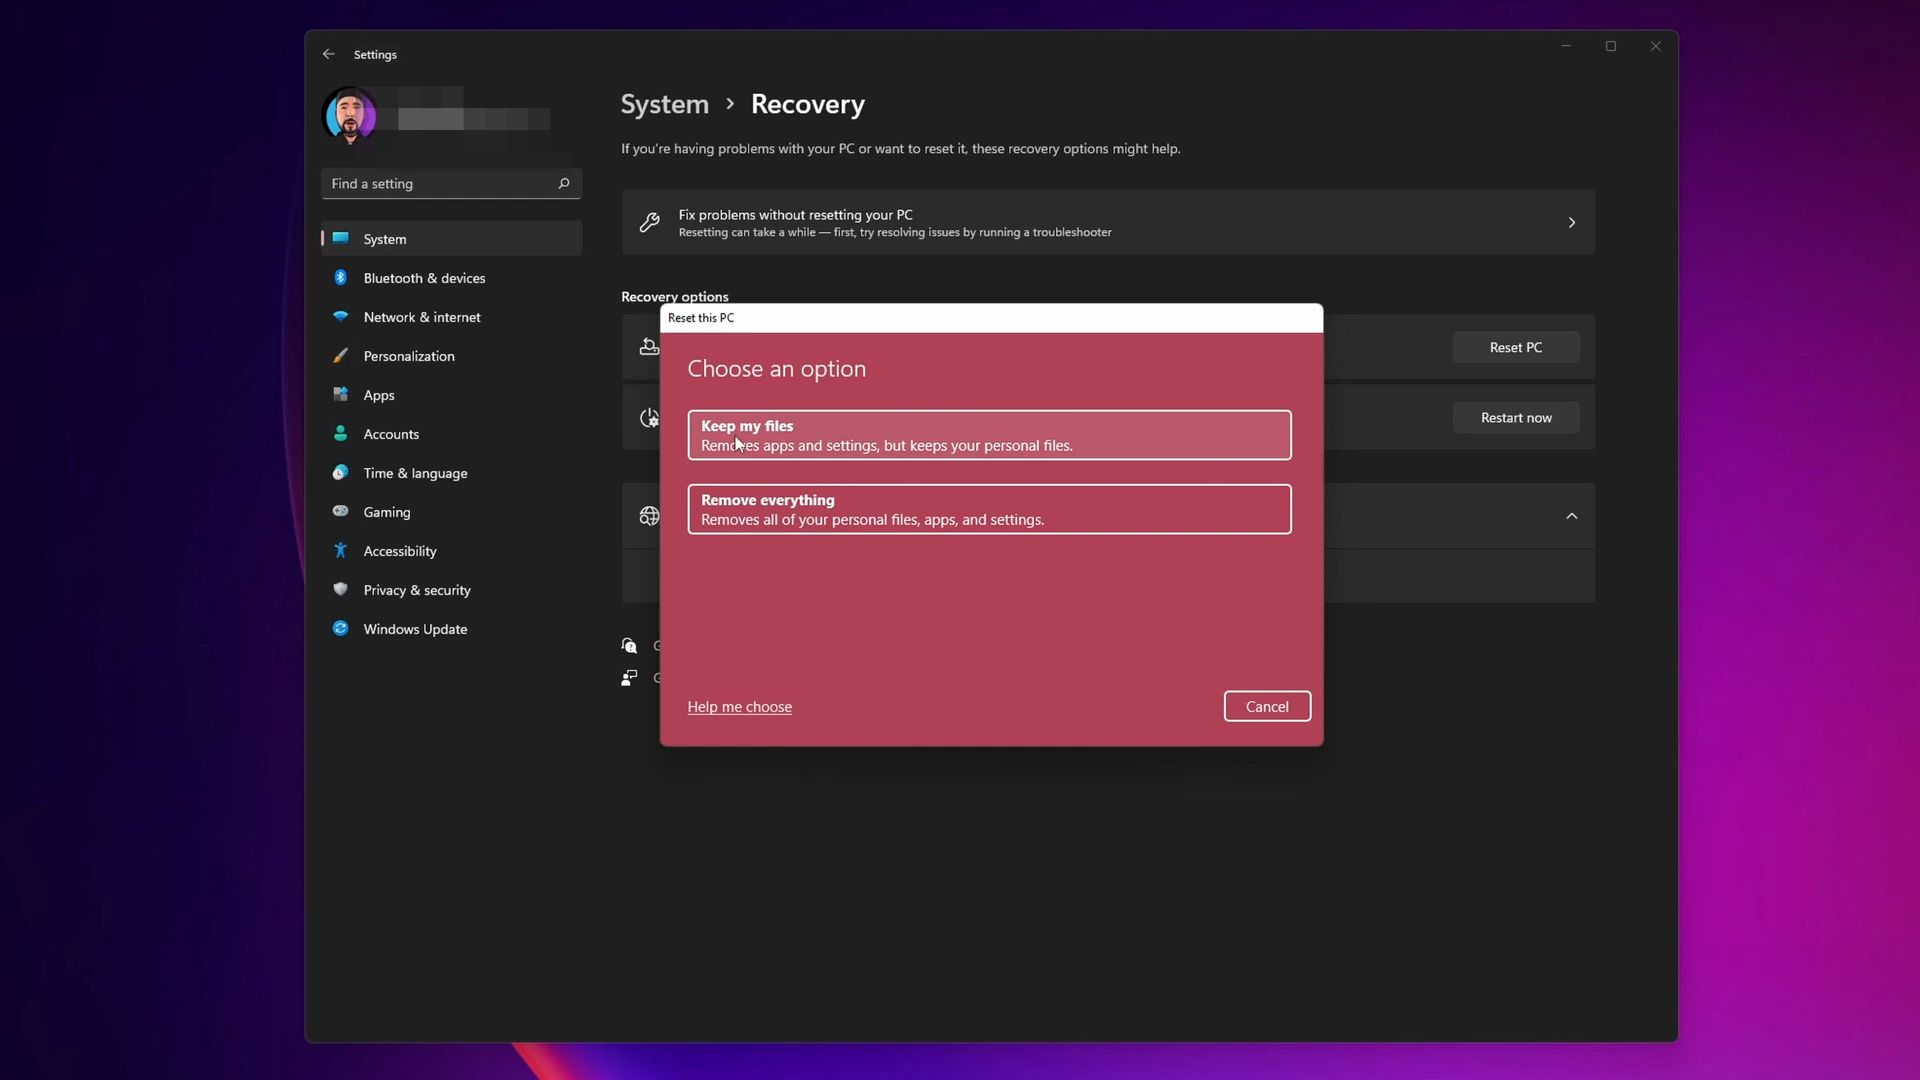 Settings
System > Recovery
If you're having problems with your PC or want to reset it, these recovery options might help.
Find a setting
System
Bluetooth & devices
Network & internet
Personalization
Apps
Accounts
Time & language
Gaming
Accessibility
Privacy & security
Windows Update
Fix problems without resetting your PC
Resetting can take a while — first, try resolving issues by running a troubleshooter
Recovery options
Reset PC
Restart now
Reset this PC
Choose an option
Keep my files
Removes apps and settings, but keeps your personal files.
Remove everything
Removes all of your personal files, apps, and settings.
Help me choose
Cancel